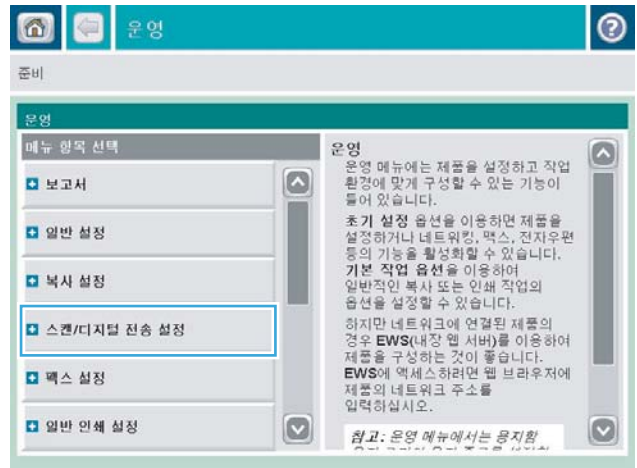 운영
준비
운영
메뉴 항목 선택
보고서
일반 설정
복사 설정
스캔/디지털 전송 설정
팩스 설정
일반 인쇄 설정
운영
운영 메뉴에는 제품을 설정하고 작업
환경에 맞게 구성할 수 있는 기능이
들어 있습니다.
초기 설정 옵션을 이용하면 제품을
설정하거나 네트워킹, 팩스, 전자우편
등의 기능을 활성화할 수 있습니다.
기본 작업 옵션을 이용하여
일반적인 복사 또는 인쇄 작업의
옵션을 설정할 수 있습니다.
하지만 네트워크에 연결된 제품의
경우 EWS(내장 웹 서버)를 이용하여
제품을 구성하는 것이 좋습니다.
EWS에 액세스하려면 웹 브라우저에
제품의 네트워크 주소를
입력하십시오.
참고: 운영 메뉴에서는 용지함